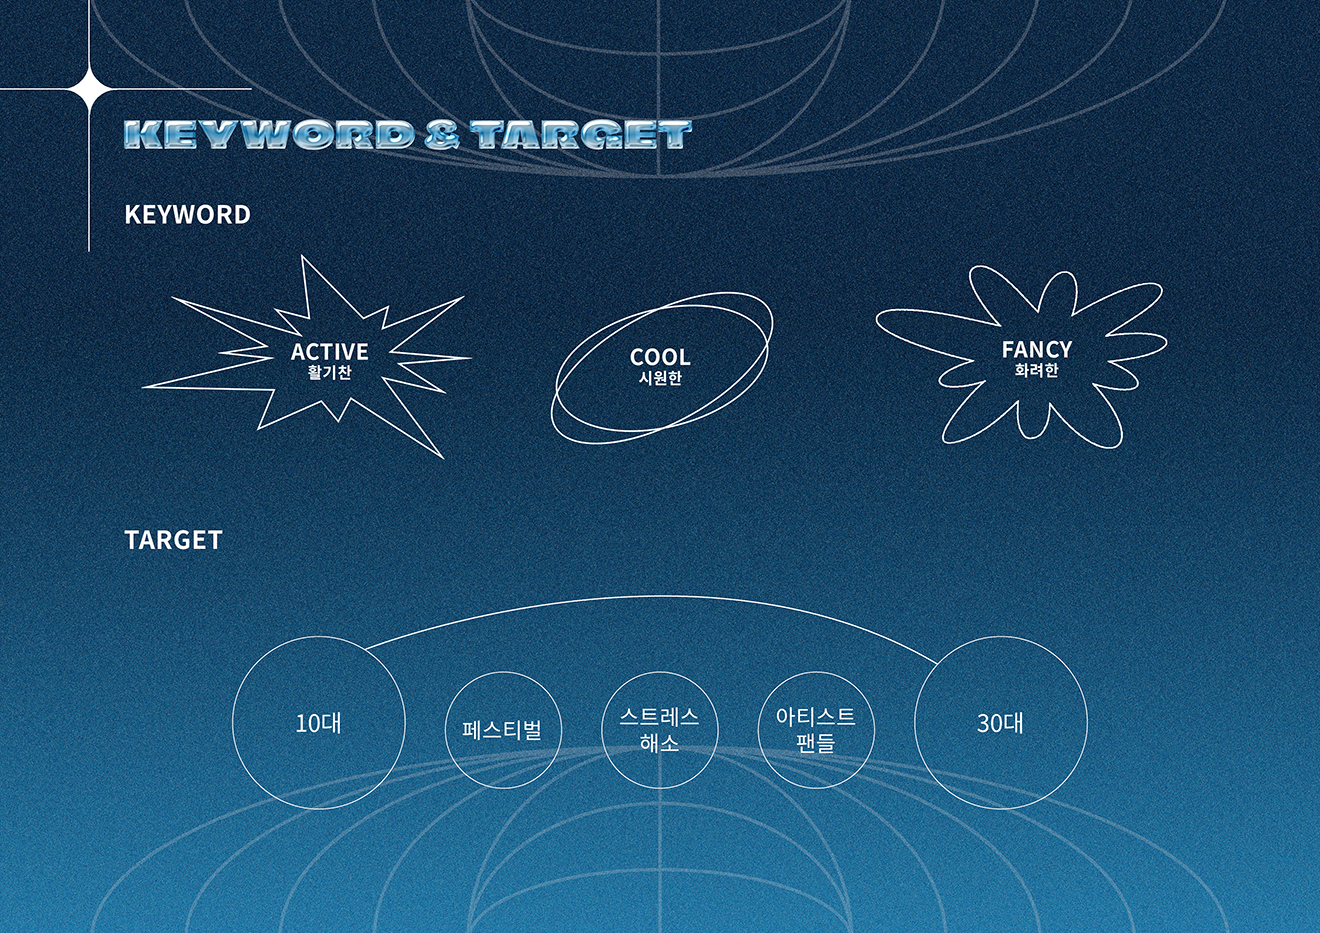 KEYWORD & TARGET
KEYWORD
ACTIVE
활기찬
COOL
시원한
FANCY
화려한
TARGET
10대
페스티벌
스트레스
해소
아티스트
팬들
30대